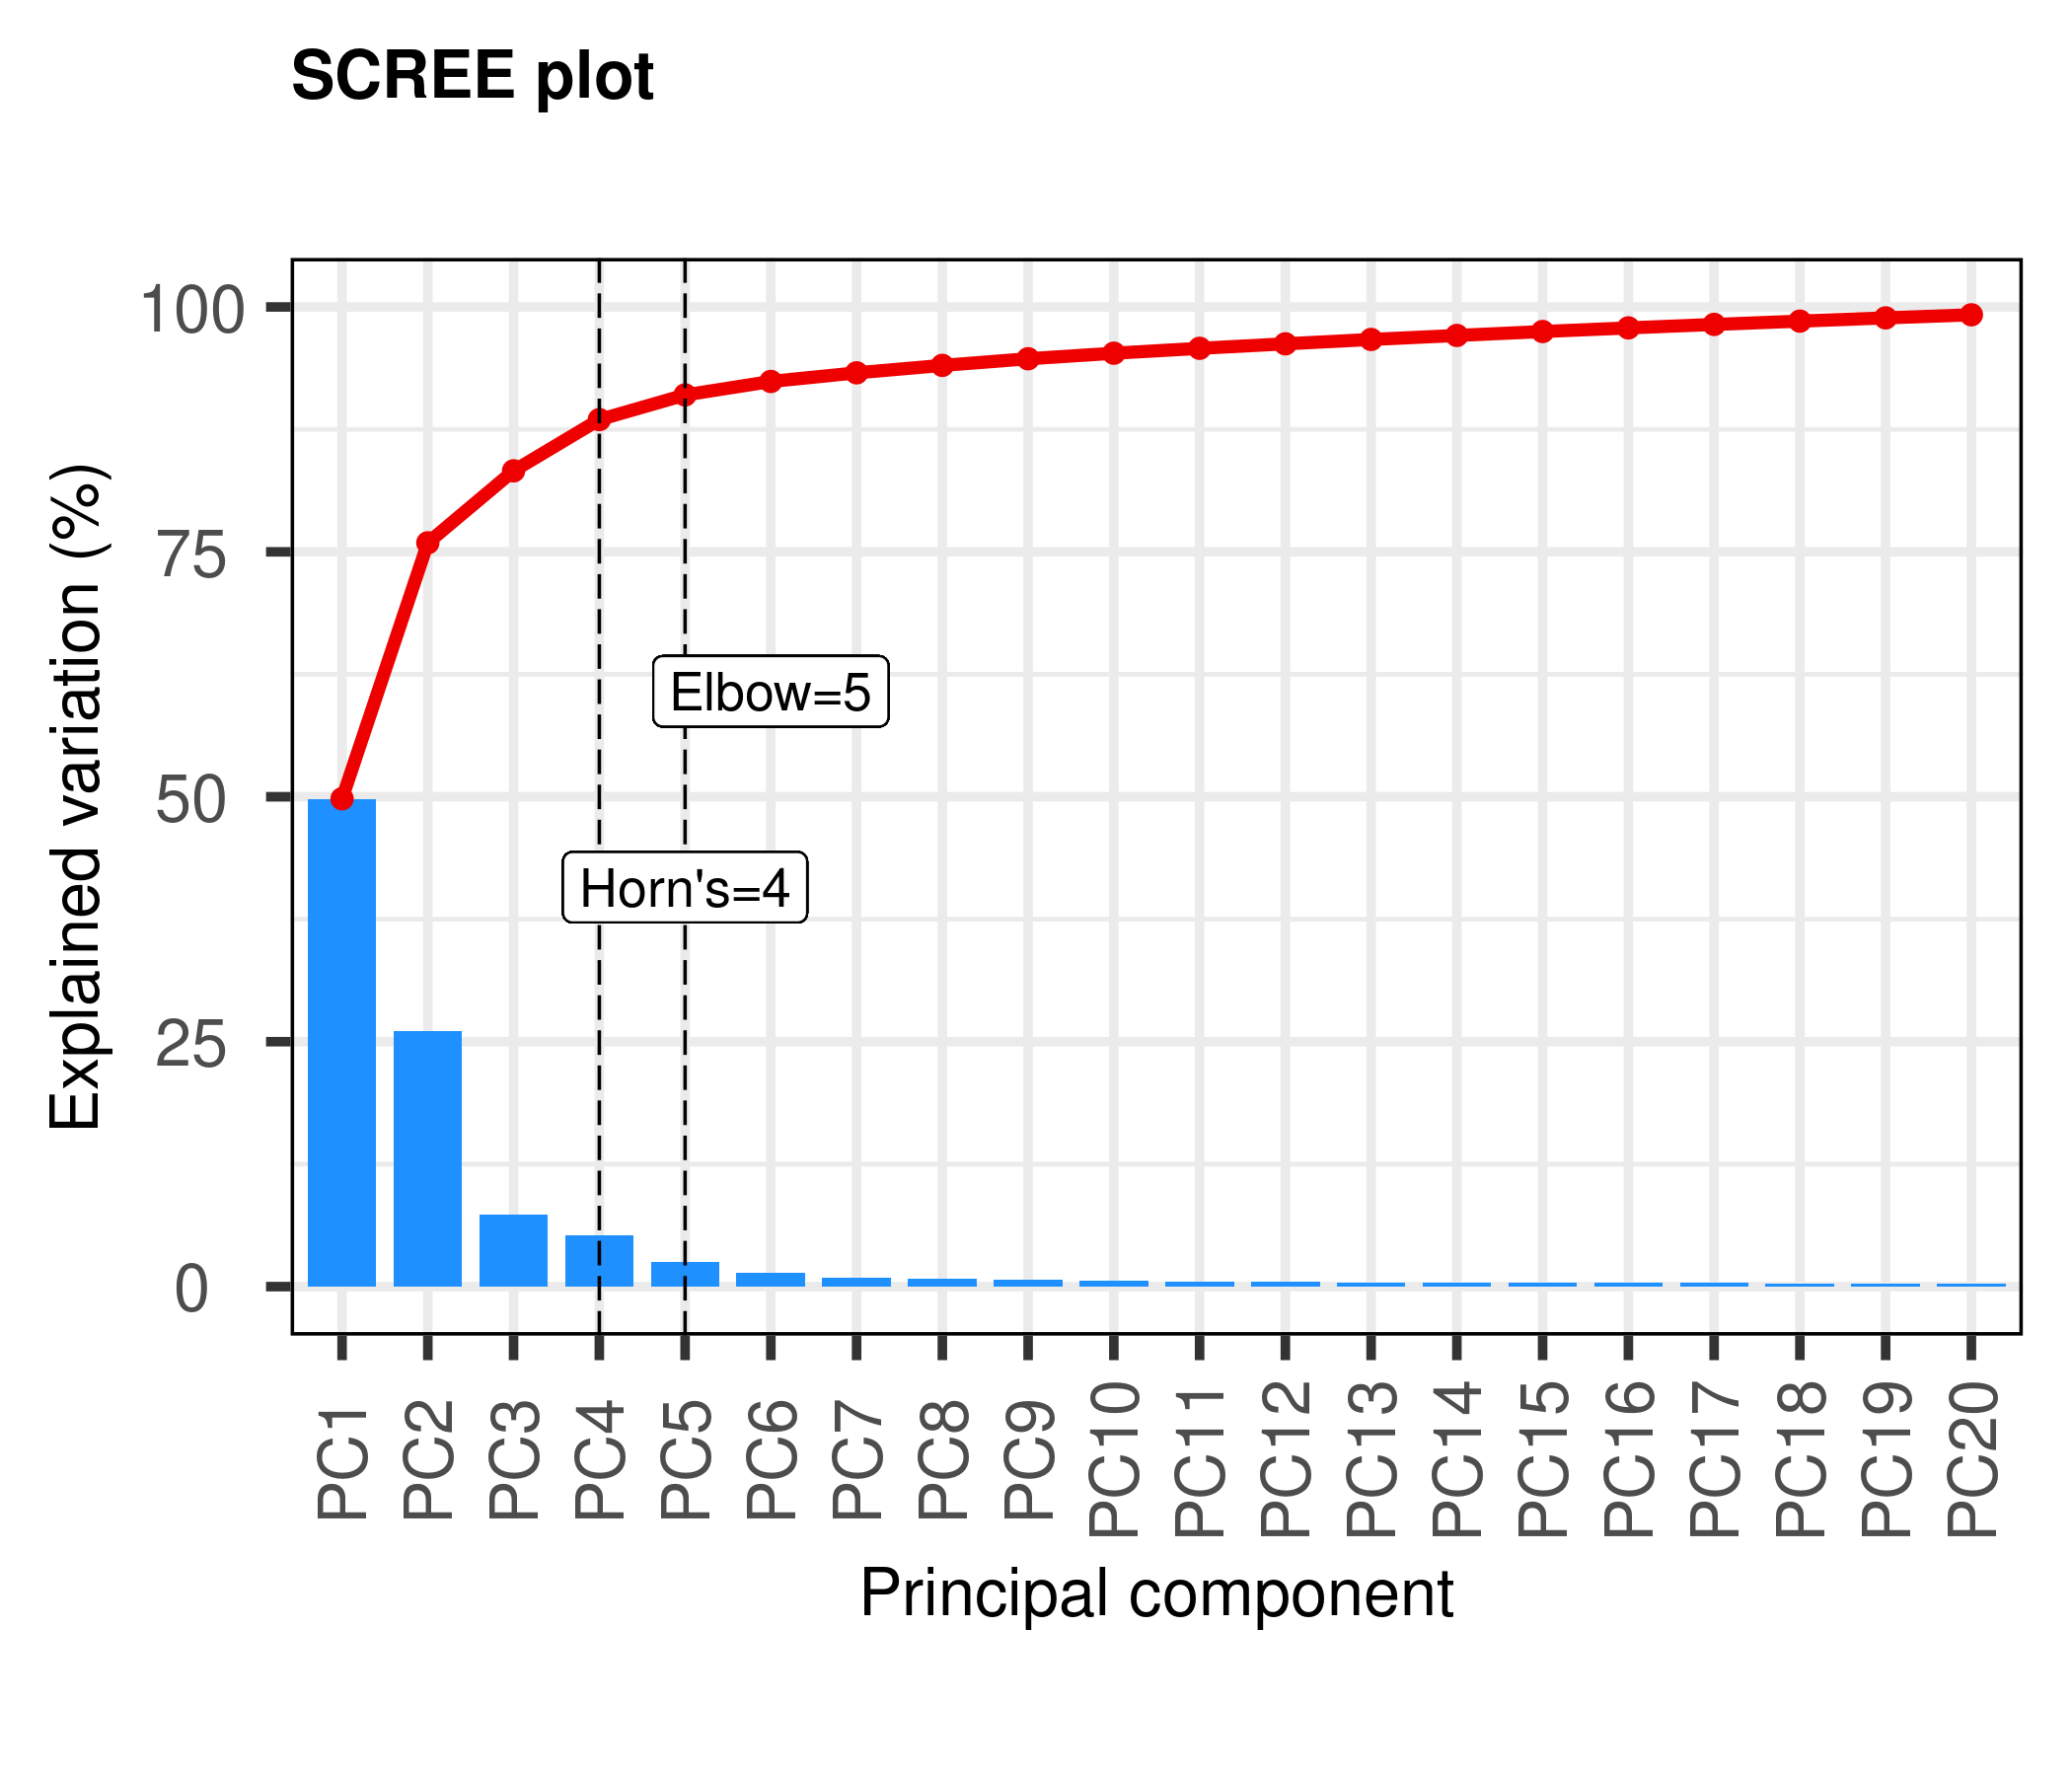 SCREE plot
Explained variation (%)
100
75
50
25
0
Elbow=5
Horn's=4
PC1
PC2
PC3
PC4
PC5
PC6
PC7
PC8
PC9
PC10
PC11
PC12
PC13
PC14
PC15
PC16
PC17
PC18
PC19
PC20
Principal component